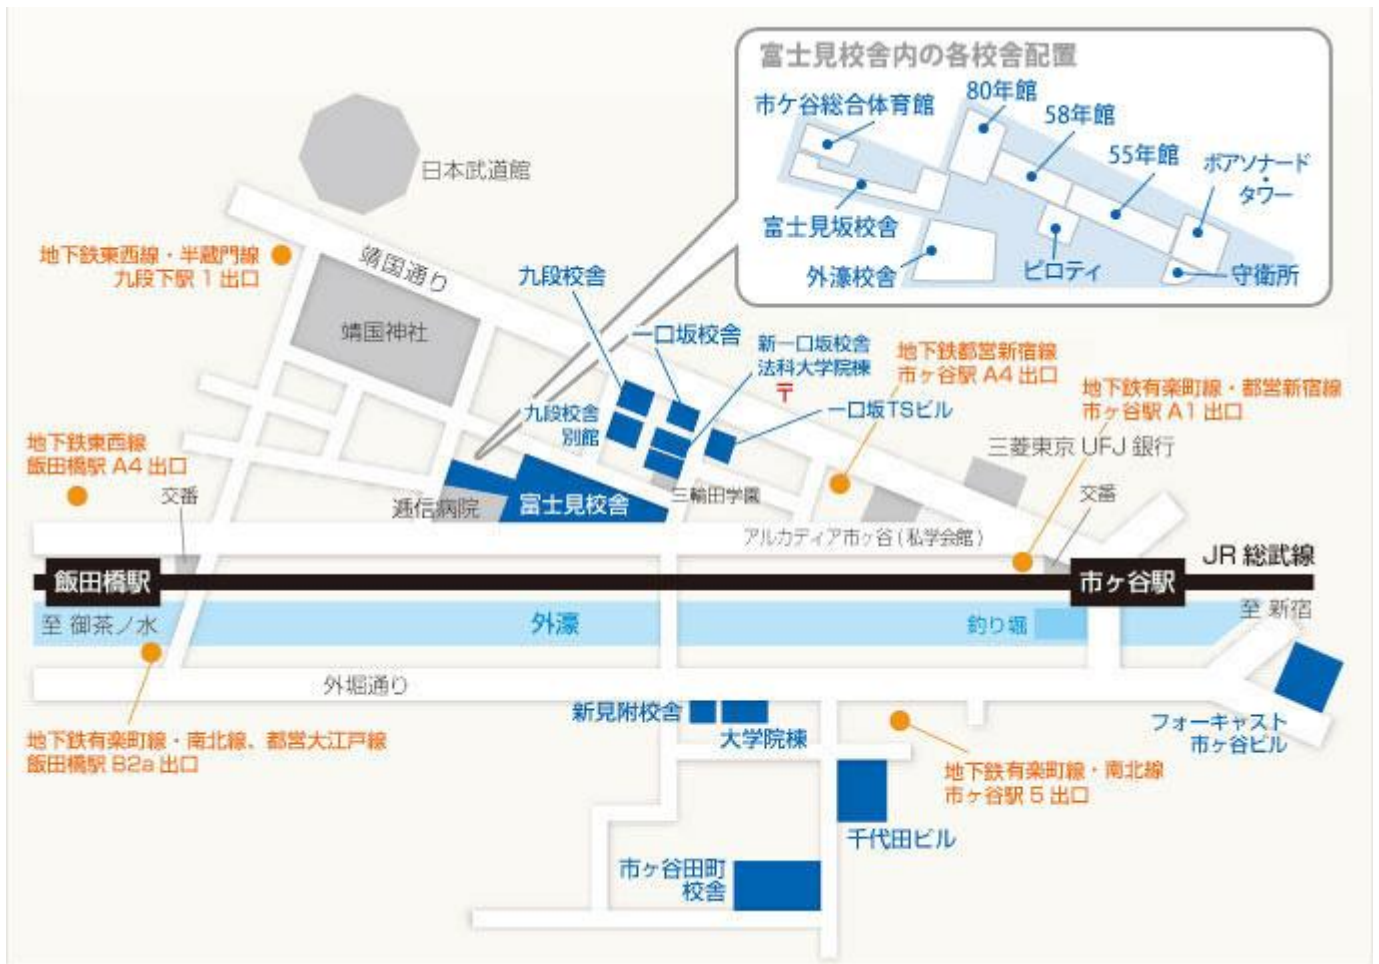 富士見校舎内の各校舎配置
市ケ谷総合体育館
80年館
58年館
55年館
ボアソナード
・
タワー
富士見坂校舎
外濠校舎
ピロティ
守衛所
日本武道館
地下鉄東西線・半蔵門線
九段下駅 1 出口
靖国通り
九段校舎
靖国神社
一口坂校舎
新一口坂校舎
法科大学院棟
〒
地下鉄都営新宿線
市ヶ谷駅 A4 出口
地下鉄有楽町線・都営新宿線
市ヶ谷駅 A1 出口
九段校舎
別館
一口坂TSビル
地下鉄東西線
飯田橋駅 A4 出口
三菱東京 UFJ 銀行
交番
逓信病院
富士見校舎
三輪田学園
交番
アルカディア市ヶ谷(私学会館)
JR 総武線
飯田橋駅
市ヶ谷駅
至 御茶ノ水
外濠
釣り堀
至 新宿
外堀通り
新見附校舎
大学院棟
フォーキャスト
市ヶ谷ビル
地下鉄有楽町線・南北線、都営大江戸線
飯田橋駅 B2a 出口
地下鉄有楽町線・南北線
市ヶ谷駅 5 出口
千代田ビル
市ヶ谷田町
校舎